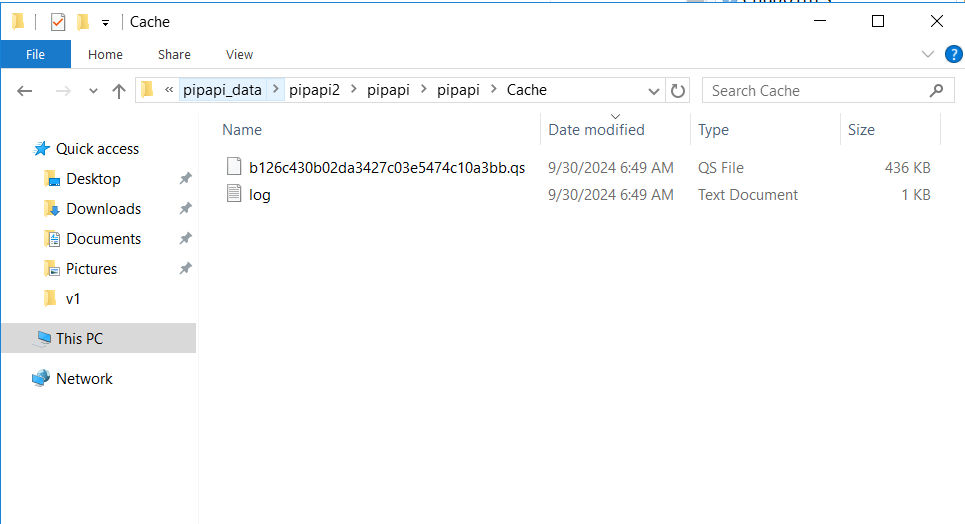 Cache
File Home Share View
« pipapi_data > pipapi2 > pipapi > pipapi > Cache
Search Cache
Name Date modified Type Size
Quick access
Desktop
Downloads
Documents
Pictures
v1
This PC
Network
b126c430b02da3427c03e5474c10a3bb.qs 9/30/2024 6:49 AM QS File 436 KB
log 9/30/2024 6:49 AM Text Document 1 KB